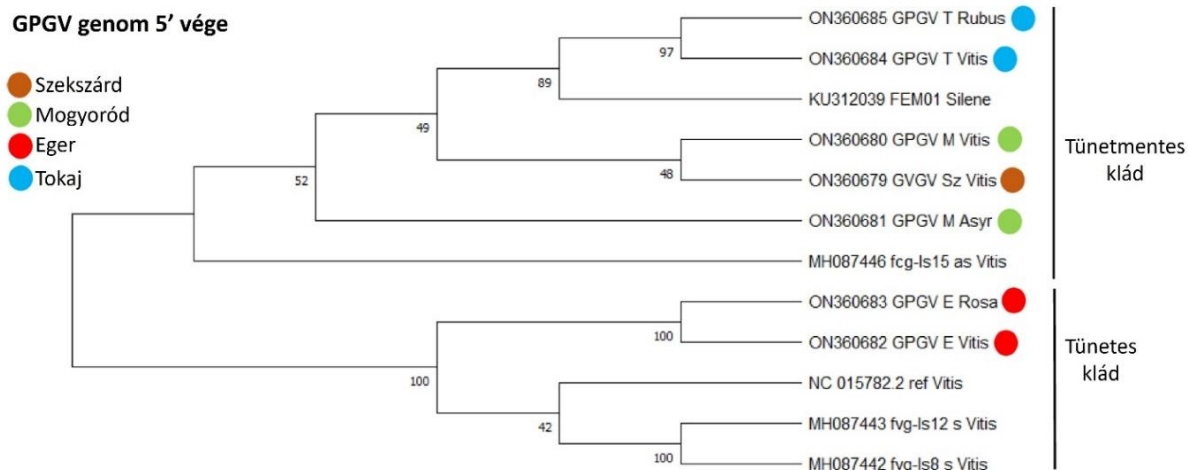 GPGV genom 5’ vége
Szekszárd
Mogyoród
Eger
Tokaj
ON360685 GPGV T Rubus
97
ON360684 GPGV T Vitis
89
KU312039 FEM01 Silene
49
ON360680 GPGV M Vitis
48
ON360679 GVGV Sz Vitis
52
ON360681 GPGV M Asyr
MH087446 fcg-Is15 as Vitis
Tünetmentes
klád
ON360683 GPGV E Rosa
100
ON360682 GPGV E Vitis
100
NC 015782.2 ref Vitis
42
MH087443 fvg-Is12 s Vitis
100
MH087442 fvg-Is8 s Vitis
Tünetes
klád